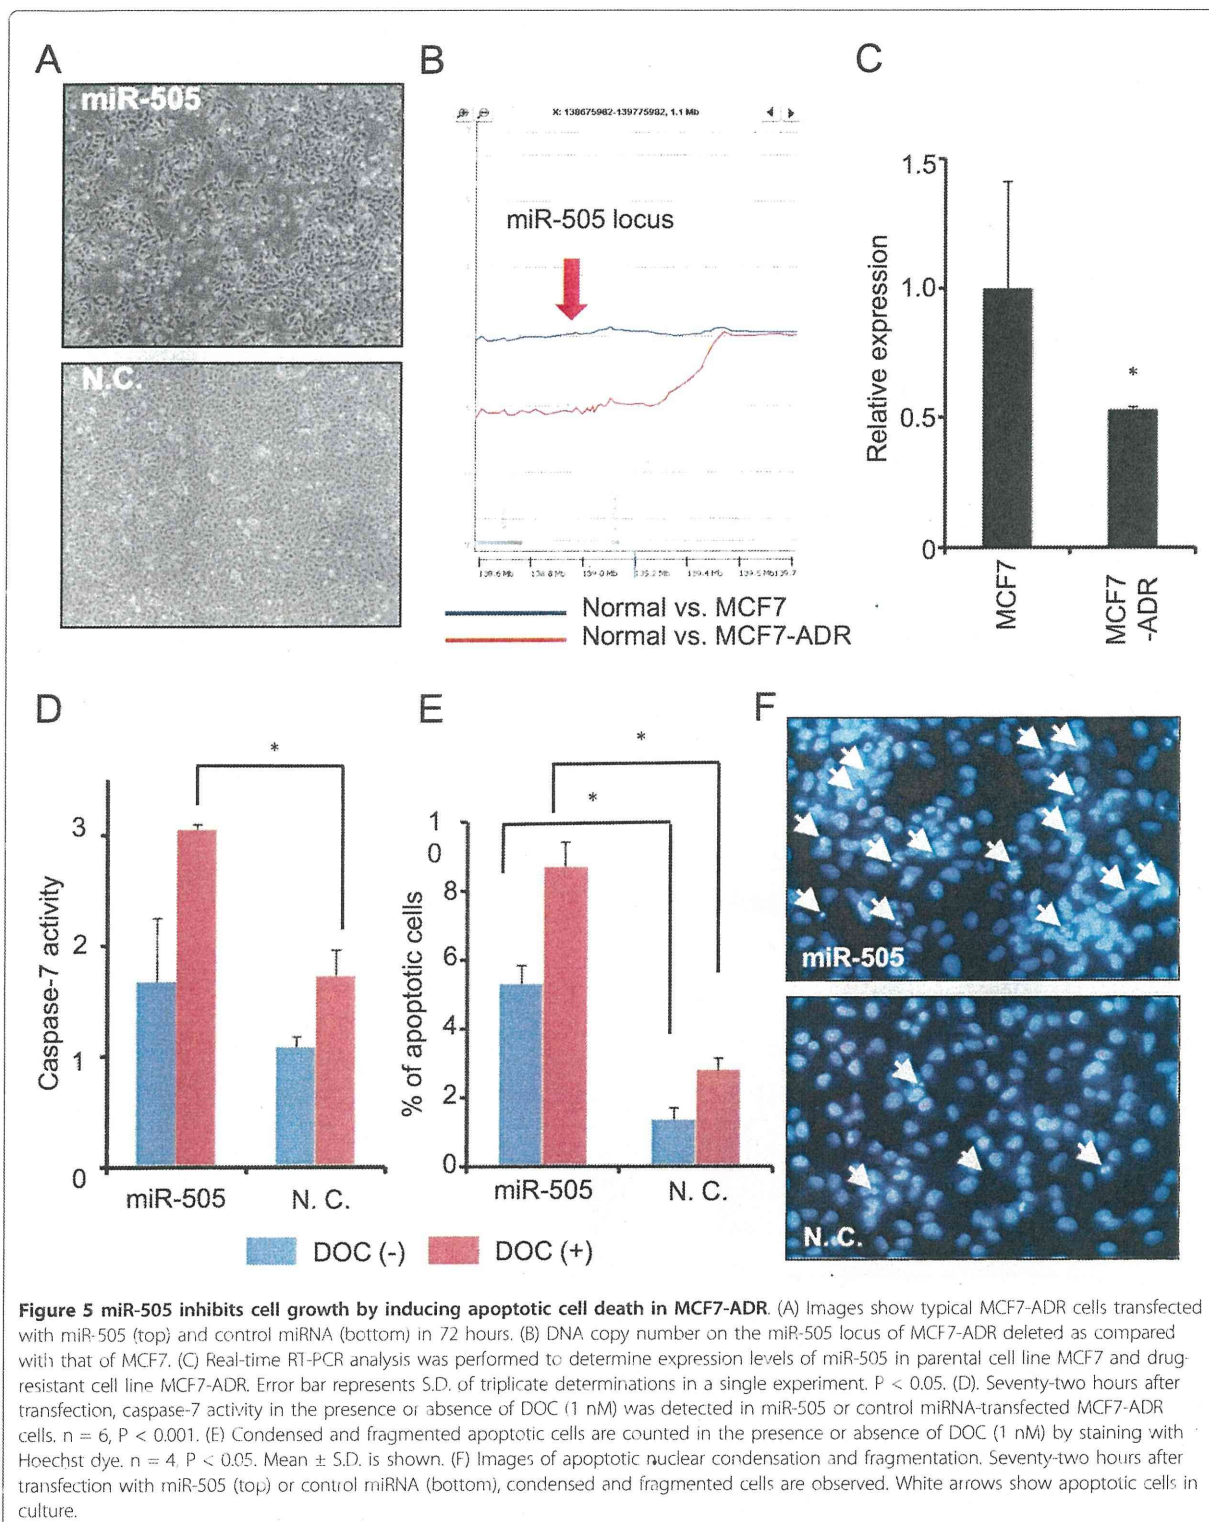 A
miR-505
N.C.
B
X: 138675982-139775982, 1.1 Mb
miR-505 locus
139.4 Mb
Normal vs. MCF7
Normal vs. MCF7-ADR
C
Relative expression
1.5
1.0
0.5
0
MCF7
MCF7
-ADR
*
D
Caspase-7 activity
3
2
1
0
*
miR-505
N. C.
E
% of apoptotic cells
1
0
8
6
4
2
0
*
*
miR-505
N. C.
DOC (-)
DOC (+)
F
miR-505
N. C.
Figure 5 miR-505 inhibits cell growth by inducing apoptotic cell death in MCF7-ADR. (A) Images show typical MCF7-ADR cells transfected
with miR-505 (top) and control miRNA (bottom) in 72 hours. (B) DNA copy number on the miR-505 locus of MCF7-ADR deleted as compared
with that of MCF7. (C) Real-time RT-PCR analysis was performed to determine expression levels of miR-505 in parental cell line MCF7 and drug-
resistant cell line MCF7-ADR. Error bar represents S.D. of triplicate determinations in a single experiment. P < 0.05. (D). Seventy-two hours after
transfection, caspase-7 activity in the presence or absence of DOC (1 nM) was detected in miR-505 or control miRNA-transfected MCF7-ADR
cells. n = 6, P < 0.001. (E) Condensed and fragmented apoptotic cells are counted in the presence or absence of DOC (1 nM) by staining with
Hoechst dye. n = 4. P < 0.05. Mean ± S.D. is shown. (F) Images of apoptotic nuclear condensation and fragmentation. Seventy-two hours after
transfection with miR-505 (top) or control miRNA (bottom), condensed and fragmented cells are observed. White arrows show apoptotic cells in
culture.